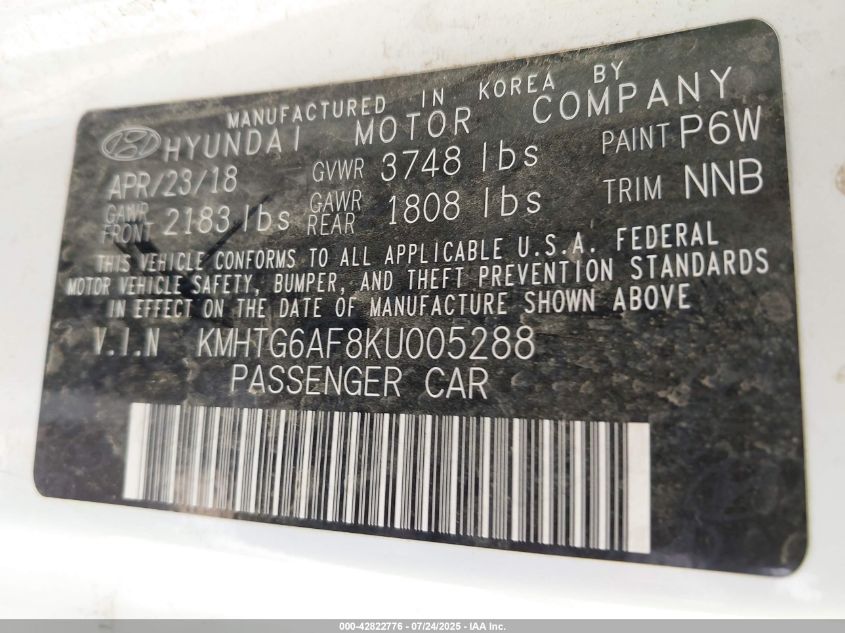 MANUFACTURED IN KOREA BY
HYUNDAI MOTOR COMPANY
APR/23/18 GVWR 3748 lbs PAINT P6W
GAWR FRONT 2183 lbs GAWR REAR 1808 lbs TRIM NNB
THIS VEHICLE CONFORMS TO ALL APPLICABLE U.S.A. FEDERAL
MOTOR VEHICLE SAFETY, BUMPER, AND THEFT PREVENTION STANDARDS
IN EFFECT ON THE DATE OF MANUFACTURE SHOWN ABOVE
V.I.N KMHTG6AF8KU005288
PASSENGER CAR
000-42822776 - 07/24/2025 - IAA Inc.